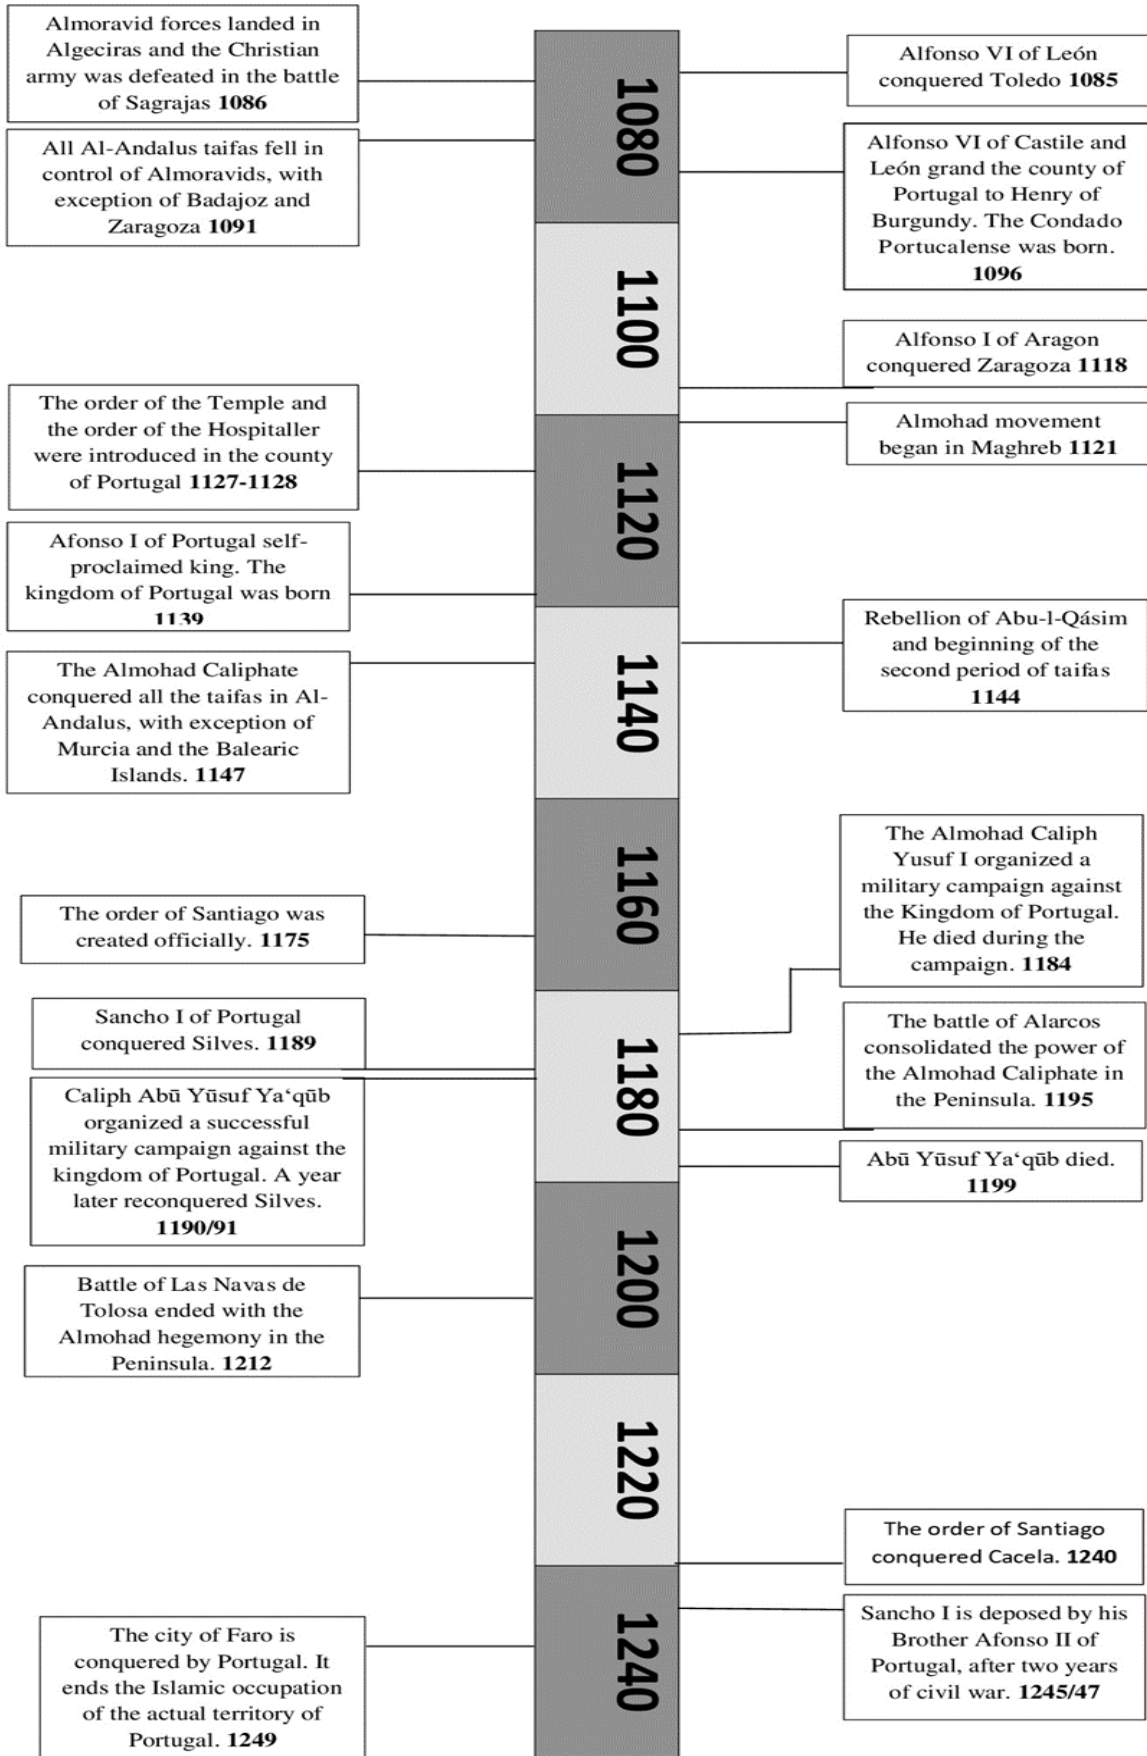 Almoravid forces landed in
Algeciras and the Christian
army was defeated in the battle
of Sagrajas 1086
All Al-Andalus taifas fell in
control of Almoravids, with
exception of Badajoz and
Zaragoza 1091
The order of the Temple and
the order of the Hospitaller
were introduced in the county
of Portugal 1127-1128
Afonso I of Portugal self-
proclaimed king. The
kingdom of Portugal was born
1139
The Almohad Caliphate
conquered all the taifas in Al-
Andalus, with exception of
Murcia and the Balearic
Islands. 1147
The order of Santiago was
created officially. 1175
Sancho I of Portugal
conquered Silves. 1189
Caliph Abū Yūsuf Ya‘qūb
organized a successful
military campaign against the
kingdom of Portugal. A year
later reconquered Silves.
1190/91
Battle of Las Navas de
Tolosa ended with the
Almohad hegemony in the
Peninsula. 1212
The city of Faro is
conquered by Portugal. It
ends the Islamic occupation
of the actual territory of
Portugal. 1249
1080
1100
1120
1140
1160
1180
1200
1220
1240
Alfonso VI of León
conquered Toledo 1085
Alfonso VI of Castile and
León grand the county of
Portugal to Henry of
Burgundy. The Condado
Portucalense was born.
1096
Alfonso I of Aragon
conquered Zaragoza 1118
Almohad movement
began in Maghreb 1121
Rebellion of Abu-l-Qásim
and beginning of the
second period of taifas
1144
The Almohad Caliph
Yusuf I organized a
military campaign against
the Kingdom of Portugal.
He died during the
campaign. 1184
The battle of Alarcos
consolidated the power of
the Almohad Caliphate in
the Peninsula. 1195
Abū Yūsuf Ya‘qūb died.
1199
The order of Santiago
conquered Cacela. 1240
Sancho I is deposed by his
Brother Afonso II of
Portugal, after two years
of civil war. 1245/47